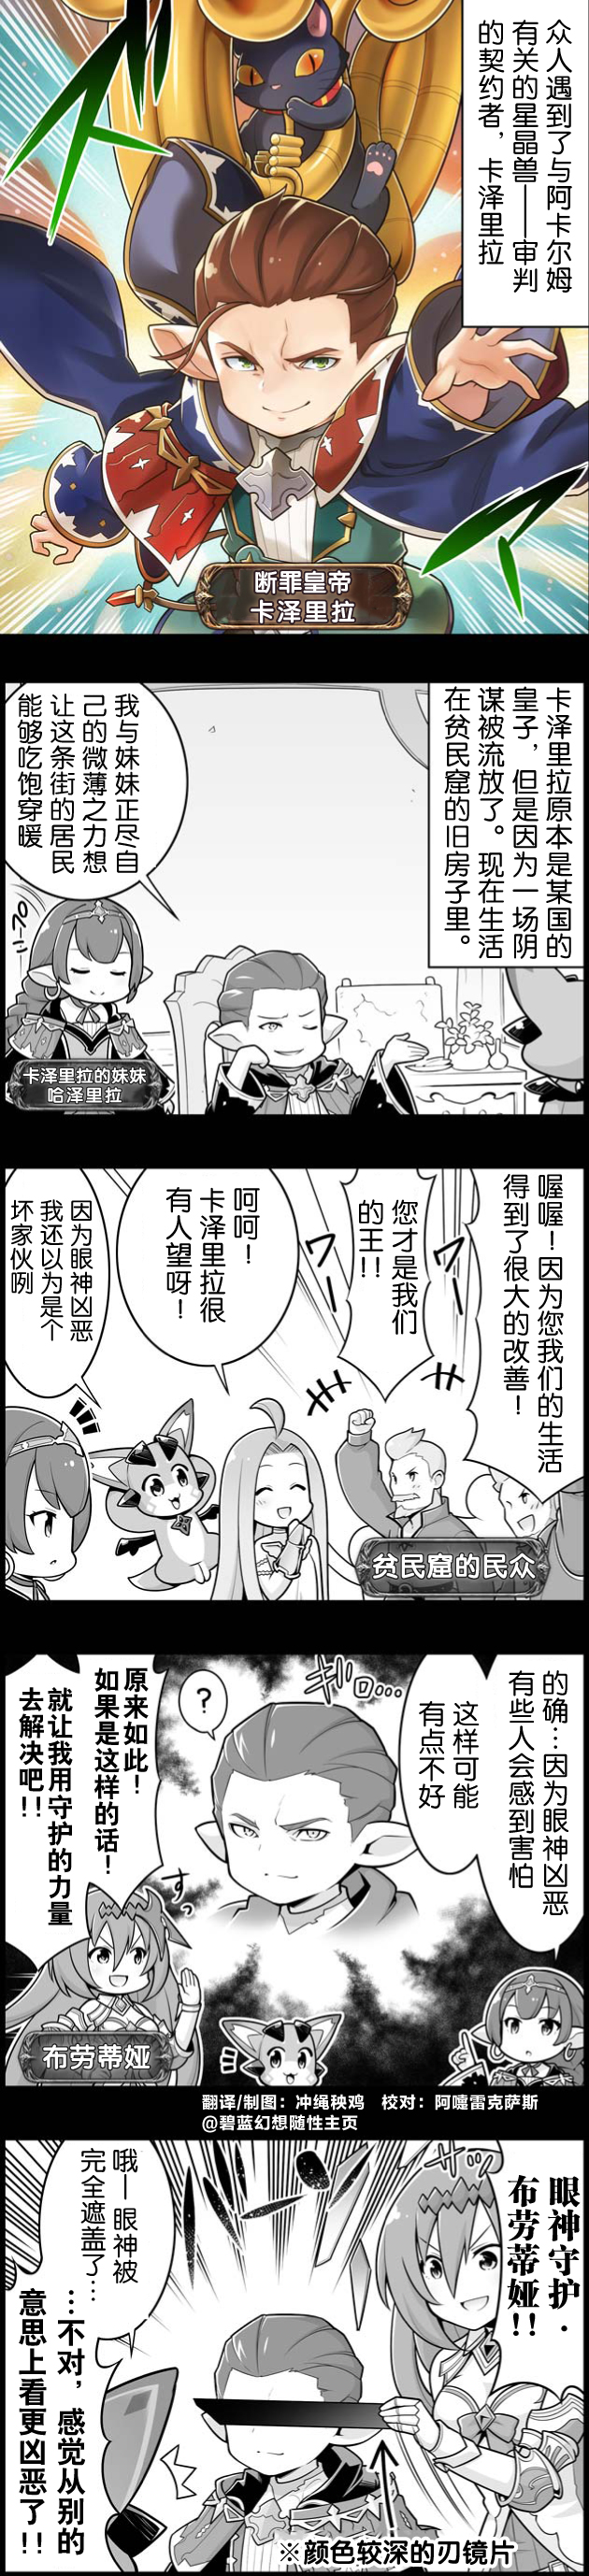 众人遇到了与阿卡尔姆
有关的星晶兽——审判
的契约者，卡泽里拉
断罪皇帝
卡泽里拉
卡泽里拉原本是某国的
皇子，但是因为一场阴
谋被流放了。现在生活
在贫民窟的旧房子里。
我与妹妹正尽自
己的微薄之力想
让这条街的居民
能够吃饱穿暖
卡泽里拉的妹妹
哈泽里拉
喔喔！因为您我们的生活
得到了很大的改善！
您才是我们
的王！！
ワー
ワー
呵呵！
卡泽里拉很
有人望呀！
因为眼神凶恶
我还以为是个
坏家伙咧
贫民窟的民众
的确…因为眼神凶恶
有些人会感到害怕
这样可能
有点不好
ギロ…
？
原来如此！
如果是这样的话！
就让我用守护的力量
去解决吧！！
すっ
布劳蒂娅
翻译/制图：冲绳秧鸡 校对：阿嚏雷克萨斯
@碧蓝幻想随性主页
眼神守护·
布劳蒂娅！！
哦—眼神被
完全遮盖了…
…不对，感觉从别的
意思上看更凶恶了！！
※颜色较深的刃镜片